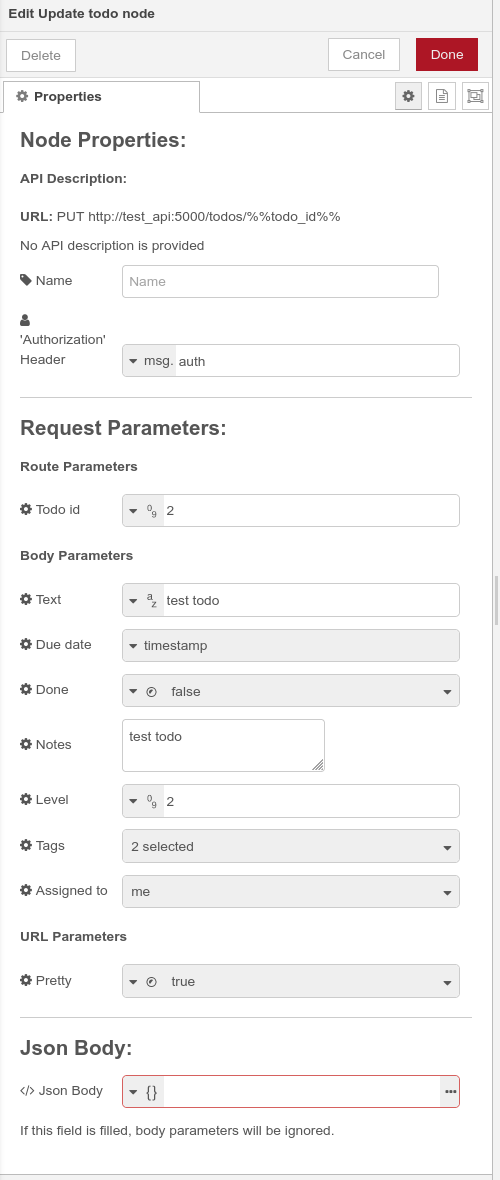 Edit Update todo node
Delete
Cancel
Done
Properties
Node Properties:
API Description:
URL: PUT http://test_api:5000/todos/%%todo_id%%
No API description is provided
Name
Name
'Authorization'
Header
msg. auth
Request Parameters:
Route Parameters
Todo id
2
Body Parameters
Text
test todo
Due date
timestamp
Done
false
Notes
test todo
Level
2
Tags
2 selected
Assigned to
me
URL Parameters
Pretty
true
Json Body:
</> Json Body
{}
If this field is filled, body parameters will be ignored.